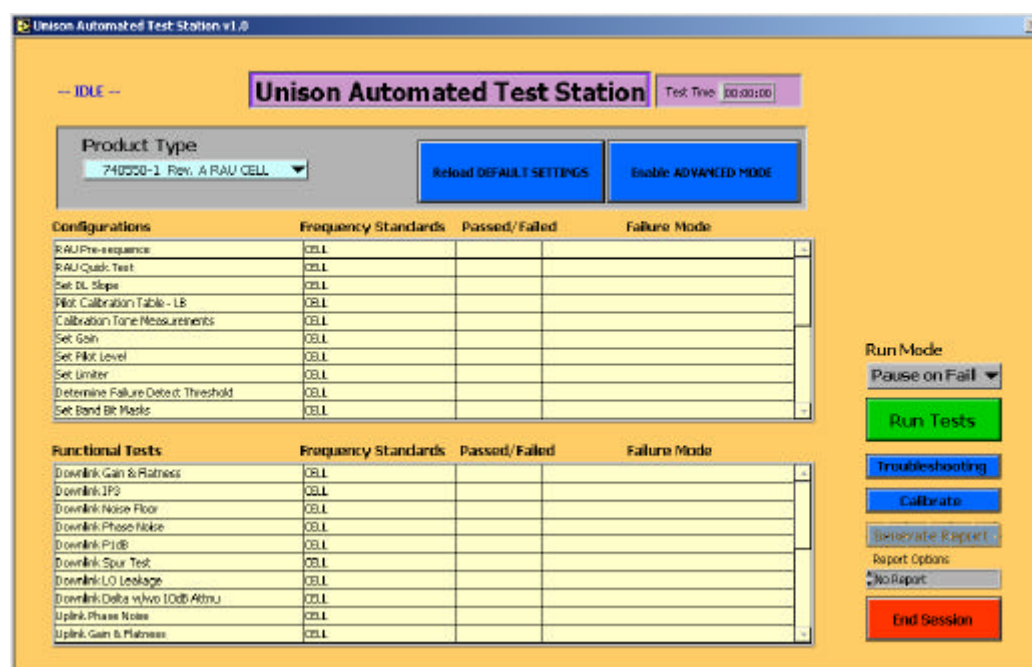 Unison Automated Test Station v1.0
-- IDLE --
Unison Automated Test Station
Test Time 00:00:00
Product Type
740550-1 Rev. A RAU CELL
Reload DEFAULT SETTINGS
Enable ADVANCED MODE
Configurations Frequency Standards Passed/Failed Failure Mode
RAU Pre-sequence CELL
RAU Quick Test CELL
Set DL Slope CELL
Pilot Calibration Table - LB CELL
Calibration Tone Measurements CELL
Set Gain CELL
Set Pilot Level CELL
Set Limiter CELL
Determine Failure Detect Threshold CELL
Set Band Bit Masks CELL
Functional Tests Frequency Standards Passed/Failed Failure Mode
Downlink Gain & Flatness CELL
Downlink IP3 CELL
Downlink Noise Floor CELL
Downlink Phase Noise CELL
Downlink P1dB CELL
Downlink Spur Test CELL
Downlink LO Leakage CELL
Downlink Delta w/wo 10dB Attnu CELL
Uplink Phase Noise CELL
Uplink Gain & Flatness CELL
Run Mode
Pause on Fail
Run Tests
Troubleshooting
Calibrate
Generate Report
Report Options
No Report
End Session